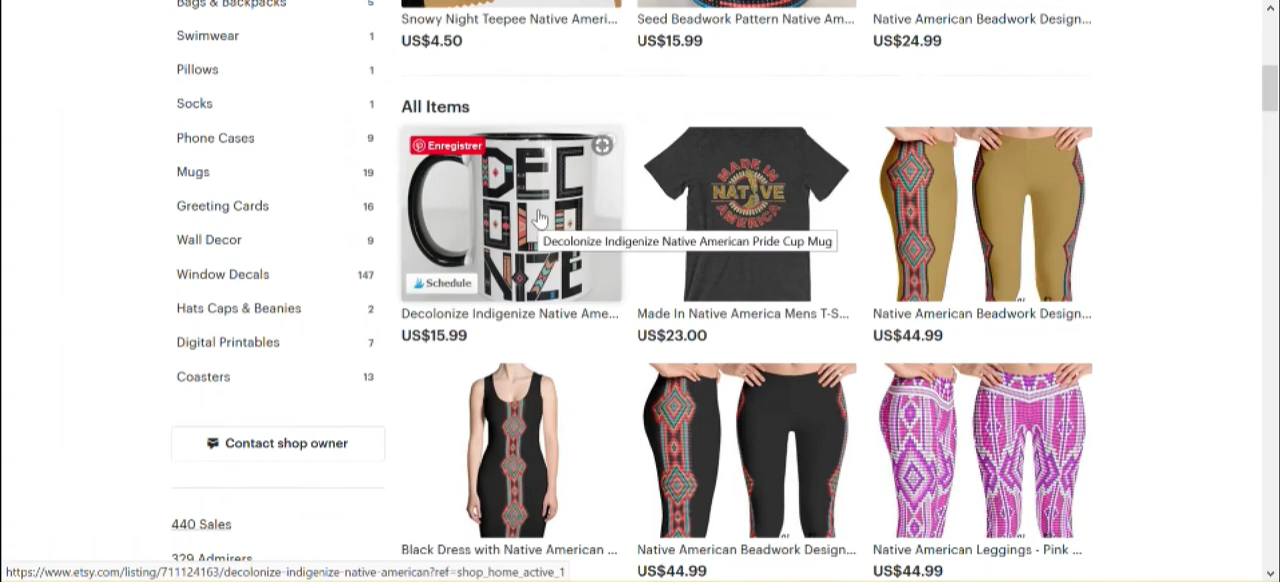 Bags & Backpacks 5
Swimwear 1
Pillows 1
Socks 1
Phone Cases 9
Mugs 19
Greeting Cards 16
Wall Decor 9
Window Decals 147
Hats Caps & Beanies 2
Digital Printables 7
Coasters 13
Contact shop owner
440 Sales
329 Admirers
Snowy Night Teepee Native Ameri...
US$4.50
Seed Beadwork Pattern Native Am...
US$15.99
Native American Beadwork Design...
US$24.99
All Items
Enregistrer
DEC
NIZE
Schedule
Decolonize Indigenize Native American Pride Cup Mug
Decolonize Indigenize Native Ame...
US$15.99
MADE IN
NATIVE
AMERICA
Made In Native America Mens T-S...
US$23.00
Native American Beadwork Design...
US$44.99
Black Dress with Native American ...
Native American Beadwork Design...
US$44.99
Native American Leggings - Pink ...
US$44.99
https://www.etsy.com/listing/711124163/decolonize-indigenize-native-american?ref=shop_home_active_1